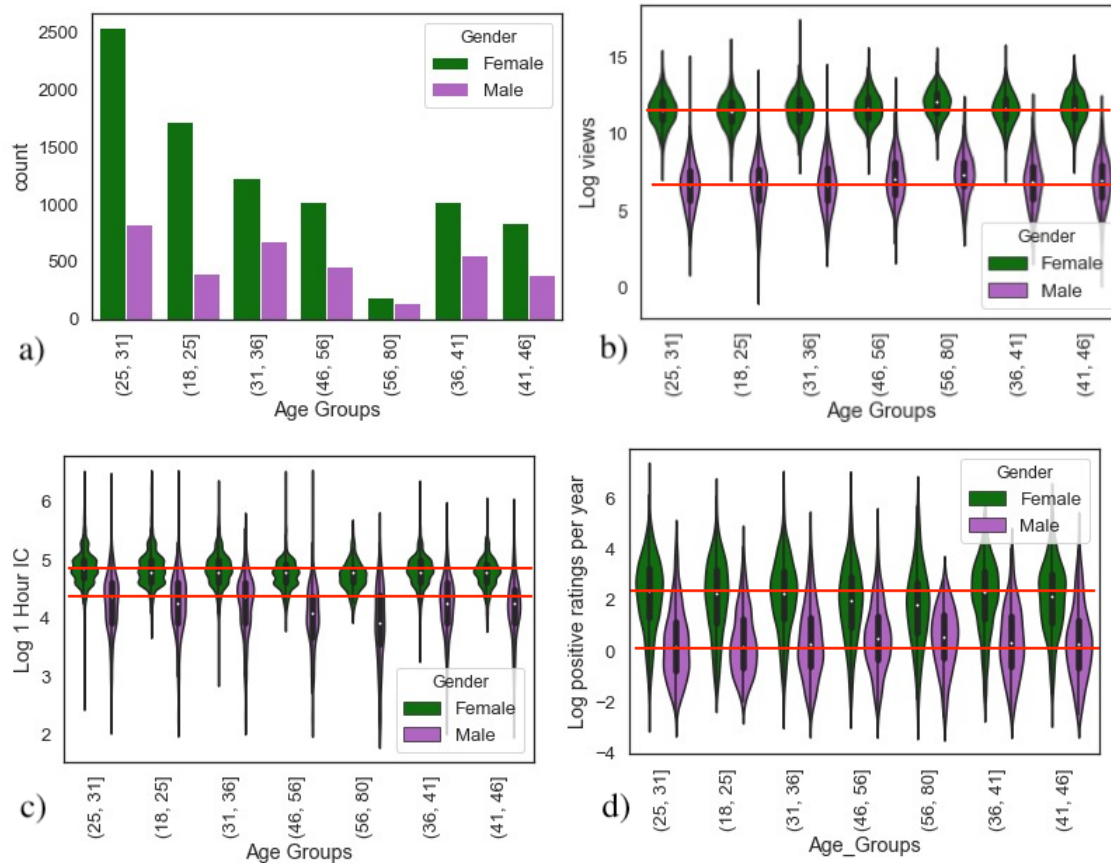 2500
2000
1500
1000
500
0
count
Gender
Female
Male
(25, 31]
(18, 25]
(31, 36]
(46, 56]
(56, 80]
(36, 41]
(41, 46]
Age Groups
a)
15
10
5
0
Log views
Gender
Female
Male
(25, 31]
(18, 25]
(31, 36]
(46, 56]
(56, 80]
(36, 41]
(41, 46]
Age Groups
b)
6
5
4
3
2
Log 1 Hour IC
Gender
Female
Male
(25, 31]
(18, 25]
(31, 36]
(46, 56]
(56, 80]
(36, 41]
(41, 46]
Age Groups
c)
6
4
2
0
−2
−4
Log positive ratings per year
Gender
Female
Male
(25, 31]
(18, 25]
(31, 36]
(46, 56]
(56, 80]
(36, 41]
(41, 46]
Age_Groups
d)